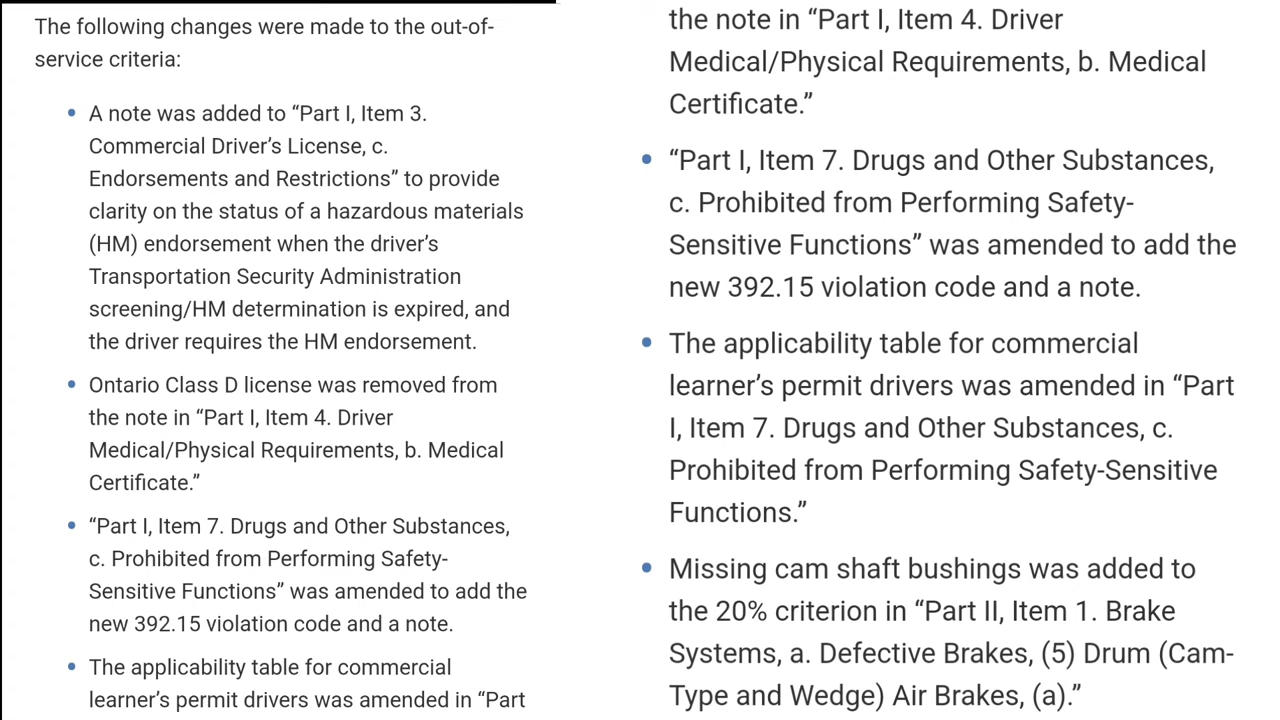 The following changes were made to the out-of-
service criteria:
• A note was added to “Part I, Item 3.
Commercial Driver’s License, c.
Endorsements and Restrictions” to provide
clarity on the status of a hazardous materials
(HM) endorsement when the driver’s
Transportation Security Administration
screening/HM determination is expired, and
the driver requires the HM endorsement.
• Ontario Class D license was removed from
the note in “Part I, Item 4. Driver
Medical/Physical Requirements, b. Medical
Certificate.”
• “Part I, Item 7. Drugs and Other Substances,
c. Prohibited from Performing Safety-
Sensitive Functions” was amended to add the
new 392.15 violation code and a note.
• The applicability table for commercial
learner’s permit drivers was amended in “Part
the note in “Part I, Item 4. Driver
Medical/Physical Requirements, b. Medical
Certificate.”
• “Part I, Item 7. Drugs and Other Substances,
c. Prohibited from Performing Safety-
Sensitive Functions” was amended to add the
new 392.15 violation code and a note.
• The applicability table for commercial
learner’s permit drivers was amended in “Part
I, Item 7. Drugs and Other Substances, c.
Prohibited from Performing Safety-Sensitive
Functions.”
• Missing cam shaft bushings was added to
the 20% criterion in “Part II, Item 1. Brake
Systems, a. Defective Brakes, (5) Drum (Cam-
Type and Wedge) Air Brakes, (a).”